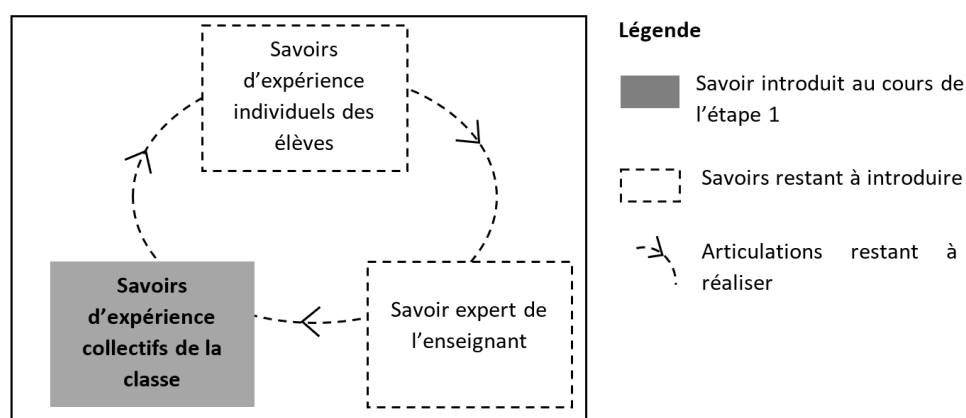 Savoirs
d'expérience
individuels des
élèves
Savoirs
d'expérience
collectifs de la
classe
Savoir expert de
l'enseignant
Légende
Savoir introduit au cours de
l'étape 1
Savoirs restant à introduire
Articulations restant à
réaliser